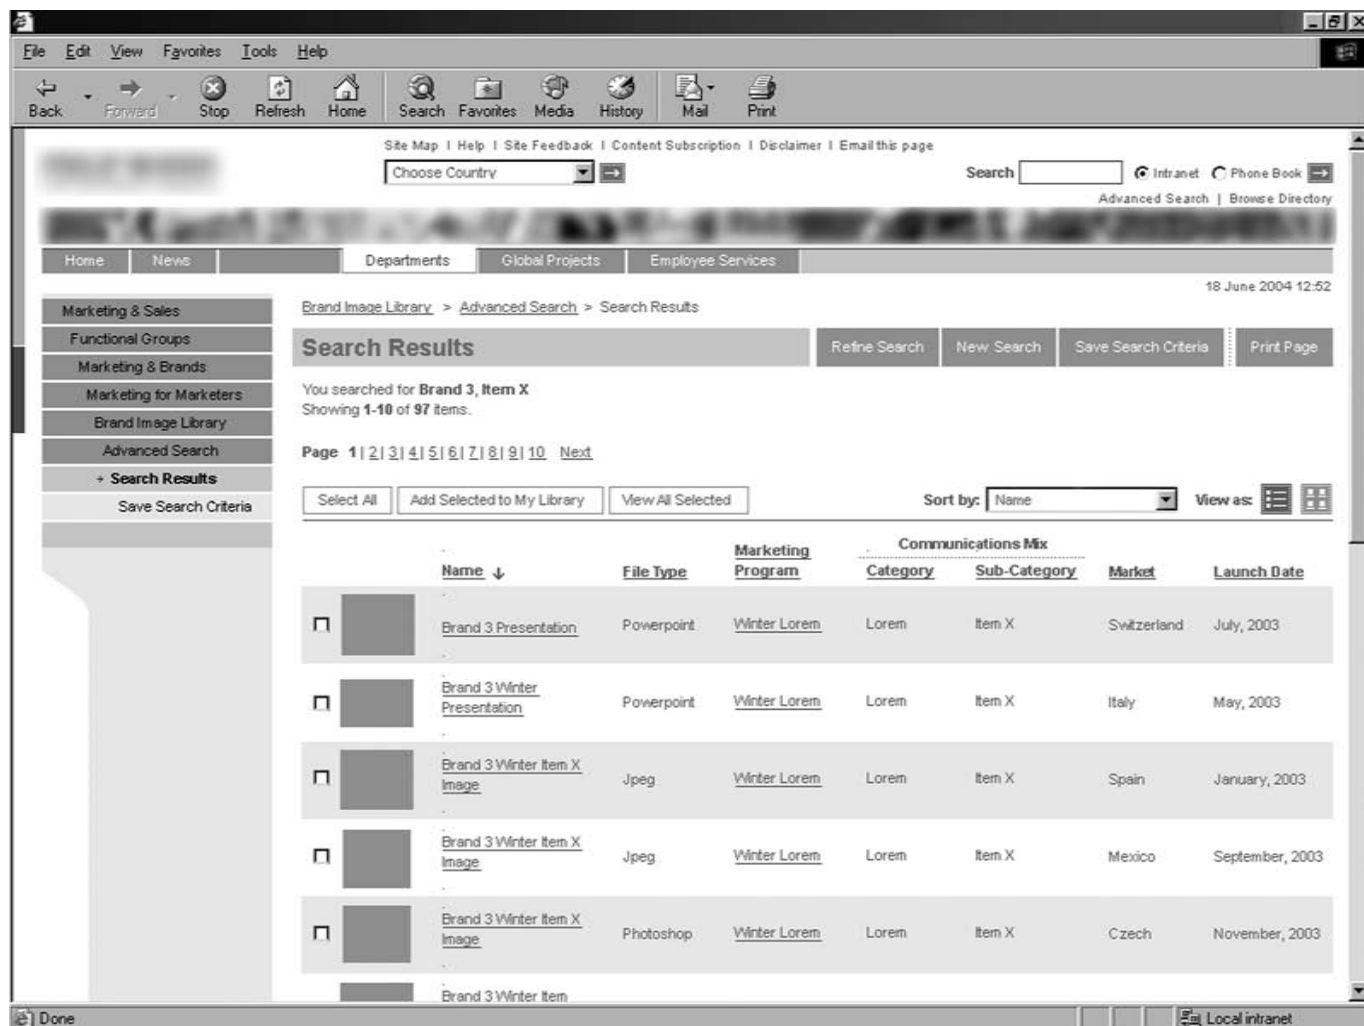 File Edit View Favorites Tools Help
Back Forward Stop Refresh Home Search Favorites Media History Mail Print
Site Map | Help | Site Feedback | Content Subscription | Disclaimer | Email this page
Choose Country Search Intranet Phone Book
Advanced Search | Browse Directory
Home News Departments Global Projects Employee Services
18 June 2004 12:52
Marketing & Sales
Functional Groups
Marketing & Brands
Marketing for Marketers
Brand Image Library
Advanced Search
Search Results
Save Search Criteria
Brand Image Library > Advanced Search > Search Results
Search Results Refine Search New Search Save Search Criteria Print Page
You searched for Brand 3, Item X
Showing 1-10 of 97 items.
Page 1 | 2 | 3 | 4 | 5 | 6 | 7 | 8 | 9 | 10 Next
Select All Add Selected to My Library View All Selected Sort by: Name View as:
Communications Mix
Name File Type Marketing Program Category Sub-Category Market Launch Date
Brand 3 Presentation Powerpoint Winter Lorem Lorem Item X Switzerland July, 2003
Brand 3 Winter
Presentation Powerpoint Winter Lorem Lorem Item X Italy May, 2003
Brand 3 Winter Item X
Image Jpeg Winter Lorem Lorem Item X Spain January, 2003
Brand 3 Winter Item X
Image Jpeg Winter Lorem Lorem Item X Mexico September, 2003
Brand 3 Winter Item X
Image Photoshop Winter Lorem Lorem Item X Czech November, 2003
Brand 3 Winter Item
Done Local intranet